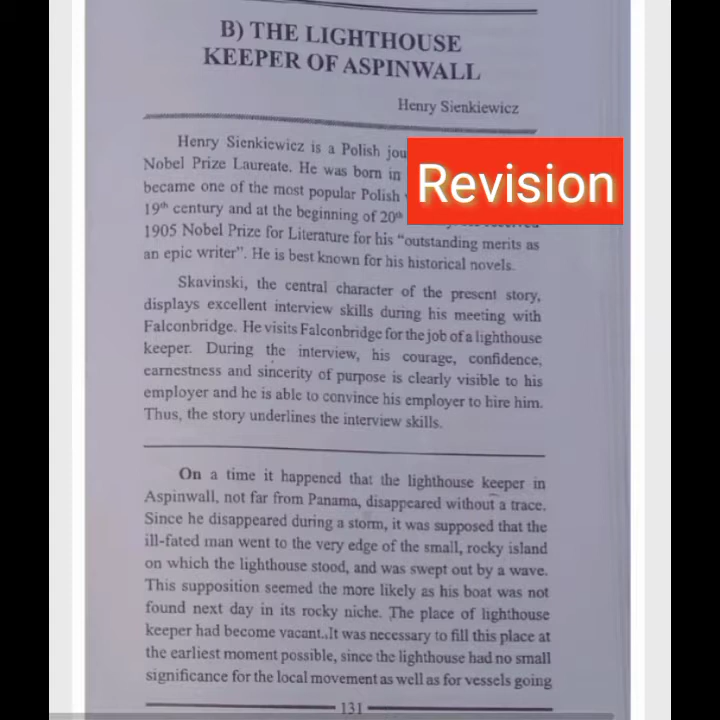 B) THE LIGHTHOUSE
KEEPER OF ASPINWALL
Henry Sienkiewicz
Henry Sienkiewicz is a Polish jou
Nobel Prize Laureate. He was born in
became one of the most popular Polish
19th century and at the beginning of 20th
1905 Nobel Prize for Literature for his "outstanding merits as
an epic writer". He is best known for his historical novels.
Revision
Skavinski, the central character of the present story,
displays excellent interview skills during his meeting with
Falconbridge. He visits Falconbridge for the job of a lighthouse
keeper. During the interview, his courage, confidence,
earnestness and sincerity of purpose is clearly visible to his
employer and he is able to convince his employer to hire him.
Thus, the story underlines the interview skills.
On a time it happened that the lighthouse keeper in
Aspinwall, not far from Panama, disappeared without a trace.
Since he disappeared during a storm, it was supposed that the
ill-fated man went to the very edge of the small, rocky island
on which the lighthouse stood, and was swept out by a wave.
This supposition seemed the more likely as his boat was not
found next day in its rocky niche. The place of lighthouse
keeper had become vacant. It was necessary to fill this place at
the earliest moment possible, since the lighthouse had no small
significance for the local movement as well as for vessels going
131